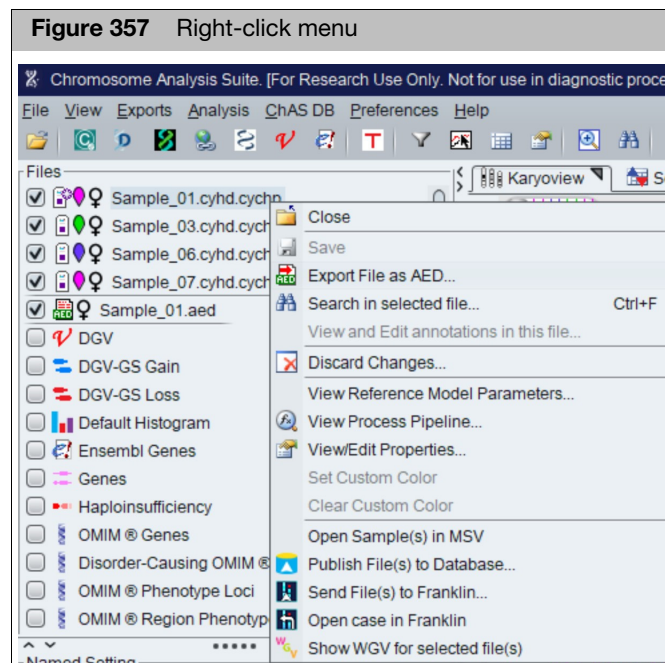 Figure 357 Right-click menu
Chromosome Analysis Suite. [For Research Use Only. Not for use in diagnostic proce
File View Exports Analysis ChAS DB Preferences Help
Files
Karyoview
Sample_01.cyhd.cychp
Sample_03.cyhd.cych
Sample_06.cyhd.cych
Sample_07.cyhd.cych
Sample_01.aed
DGV
DGV-GS Gain
DGV-GS Loss
Default Histogram
Ensembl Genes
Genes
Haploinsufficiency
OMIM ® Genes
Disorder-Causing OMIM ®
OMIM ® Phenotype Loci
OMIM ® Region Phenotyp
Named Setting
Close
Save
Export File as AED...
Search in selected file... Ctrl+F
View and Edit annotations in this file...
Discard Changes...
View Reference Model Parameters...
View Process Pipeline...
View/Edit Properties...
Set Custom Color
Clear Custom Color
Open Sample(s) in MSV
Publish File(s) to Database...
Send File(s) to Franklin...
Open case in Franklin
Show WGV for selected file(s)